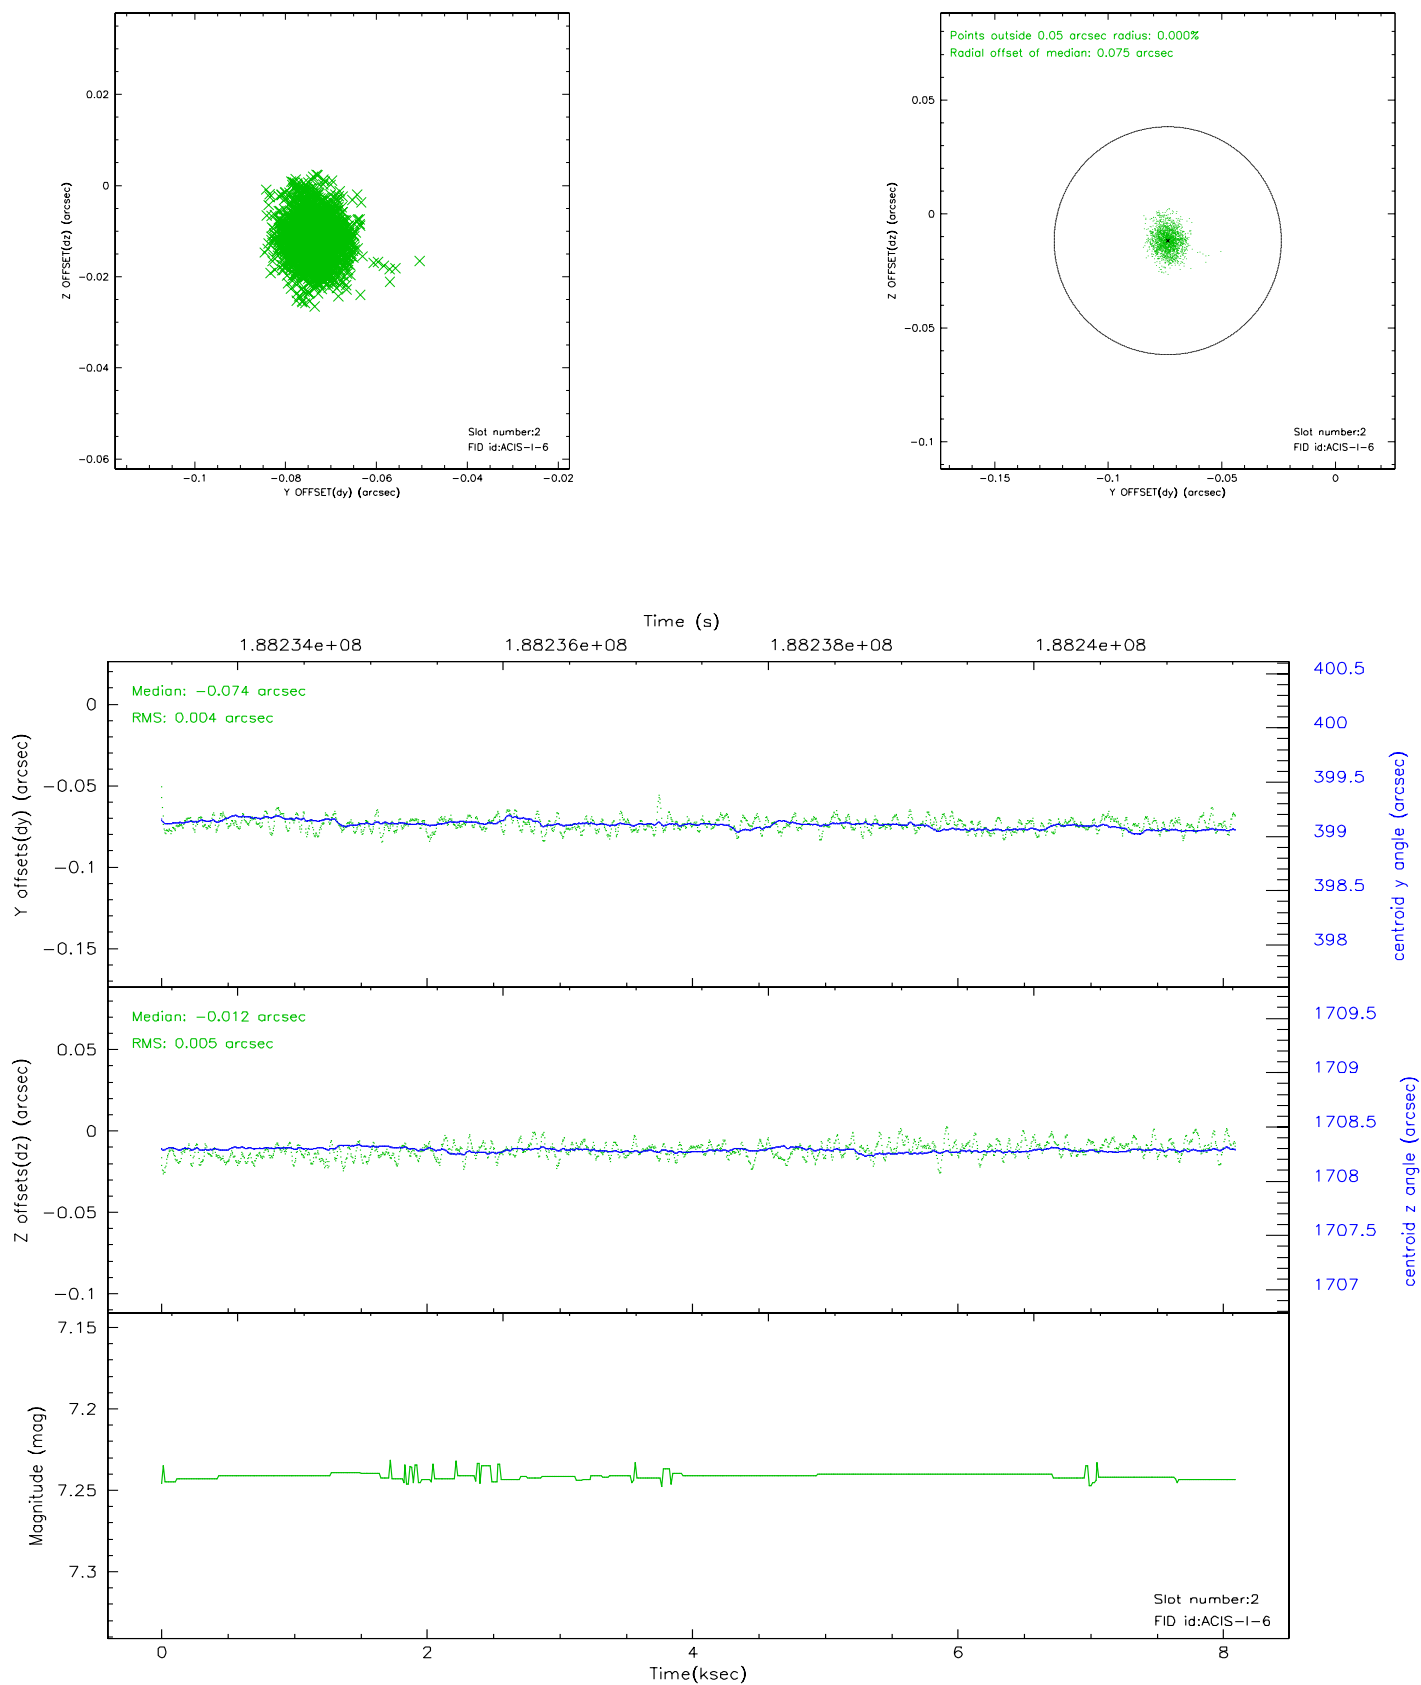 0.02
0
-0.02
-0.04
-0.06
Z OFFSET(dz) (arcsec)
-0.1
-0.08
-0.06
-0.04
-0.02
Y OFFSET(dy) (arcsec)
Slot number:2
FID id:ACIS-I-6
Points outside 0.05 arcsec radius: 0.000%
Radial offset of median: 0.075 arcsec
0.05
0
-0.05
-0.1
Z OFFSET(dz) (arcsec)
Slot number:2
FID id:ACIS-I-6
-0.15
-0.1
-0.05
0
Y OFFSET(dy) (arcsec)
Time (s)
1.88234e+08
1.88236e+08
1.88238e+08
1.8824e+08
Median: -0.074 arcsec
RMS: 0.004 arcsec
0
-0.05
-0.1
-0.15
Y offsets(dy) (arcsec)
400.5
400
399.5
399
398.5
398
centroid y angle (arcsec)
Median: -0.012 arcsec
RMS: 0.005 arcsec
0.05
0
-0.05
-0.1
Z offsets(dz) (arcsec)
1709.5
1709
1708.5
1708
1707.5
1707
centroid z angle (arcsec)
7.15
7.2
7.25
7.3
Magnitude (mag)
Slot number:2
FID id:ACIS-I-6
0
2
4
6
8
Time(ksec)